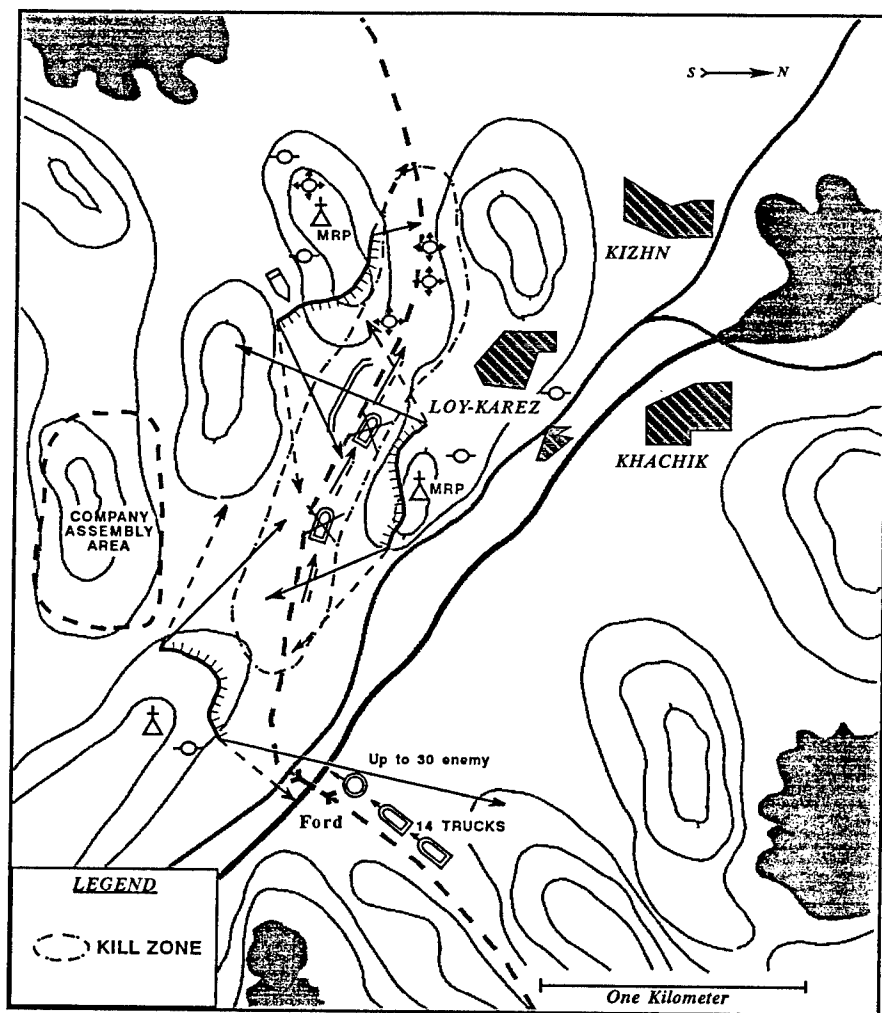 S N
MRP
KIZHN
LOY-KAREZ
KHACHIK
MRP
COMPANY
ASSEMBLY
AREA
Up to 30 enemy
14 TRUCKS
Ford
LEGEND
KILL ZONE
One Kilometer